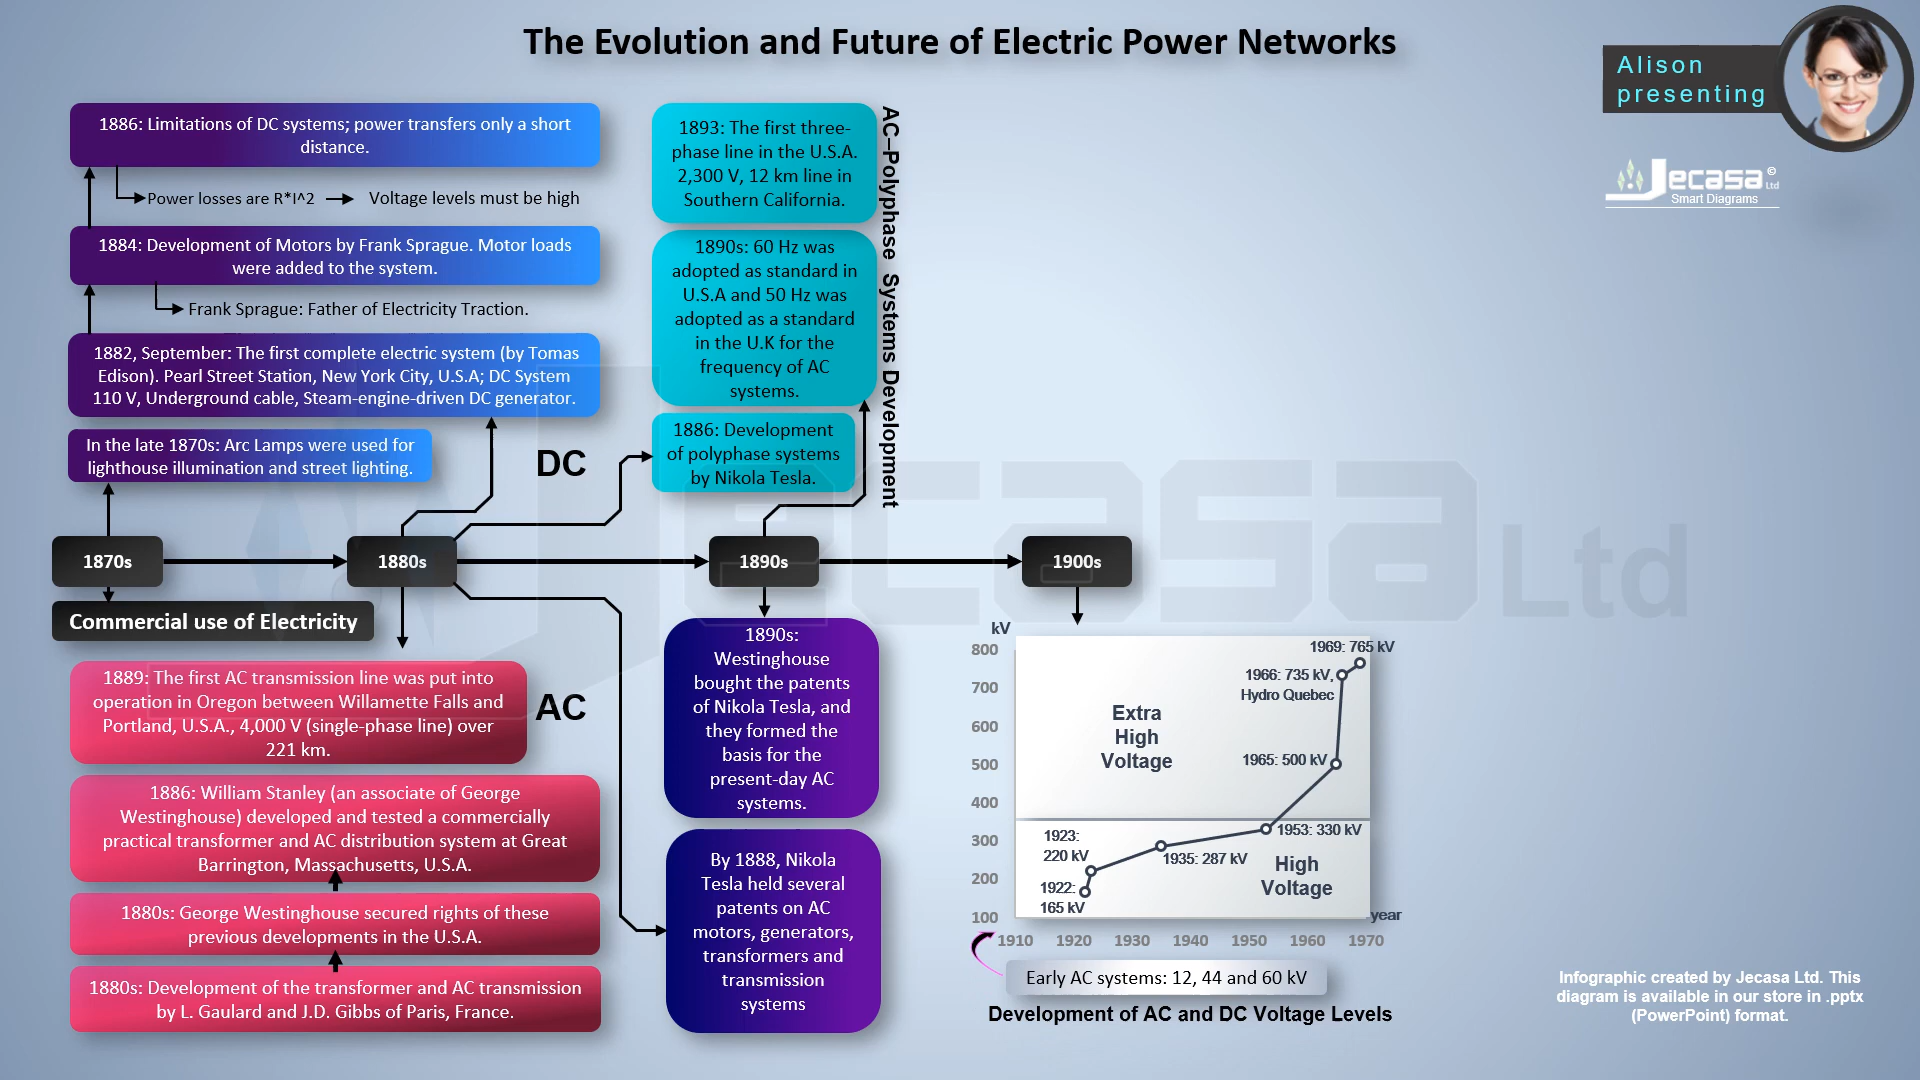 The Evolution and Future of Electric Power Networks
Alison
presenting
Jecasa
©
Ltd
Smart Diagrams
1886: Limitations of DC systems; power transfers only a short
distance.
Power losses are R*I^2
Voltage levels must be high
1884: Development of Motors by Frank Sprague. Motor loads
were added to the system.
Frank Sprague: Father of Electricity Traction.
1882, September: The first complete electric system (by Tomas
Edison). Pearl Street Station, New York City, U.S.A; DC System
110 V, Underground cable, Steam-engine-driven DC generator.
In the late 1870s: Arc Lamps were used for
lighthouse illumination and street lighting.
DC
1893: The first three-
phase line in the U.S.A.
2,300 V, 12 km line in
Southern California.
1890s: 60 Hz was
adopted as standard in
U.S.A and 50 Hz was
adopted as a standard
in the U.K for the
frequency of AC
systems.
1886: Development
of polyphase systems
by Nikola Tesla.
AC–Polyphase Systems Development
1870s
1880s
1890s
1900s
Jecasa Ltd
Commercial use of Electricity
1889: The first AC transmission line was put into
operation in Oregon between Willamette Falls and
Portland, U.S.A., 4,000 V (single-phase line) over
221 km.
AC
1886: William Stanley (an associate of George
Westinghouse) developed and tested a commercially
practical transformer and AC distribution system at Great
Barrington, Massachusetts, U.S.A.
1880s: George Westinghouse secured rights of these
previous developments in the U.S.A.
1880s: Development of the transformer and AC transmission
by L. Gaulard and J.D. Gibbs of Paris, France.
1890s:
Westinghouse
bought the patents
of Nikola Tesla, and
they formed the
basis for the
present-day AC
systems.
By 1888, Nikola
Tesla held several
patents on AC
motors, generators,
transformers and
transmission
systems
kV
800
700
600
500
400
300
200
100
1969: 765 kV
1966: 735 kV,
Hydro Quebec
Extra
High
Voltage
1965: 500 kV
1953: 330 kV
1923:
220 kV
1935: 287 kV
High
Voltage
1922:
165 kV
year
1910 1920 1930 1940 1950 1960 1970
Early AC systems: 12, 44 and 60 kV
Development of AC and DC Voltage Levels
Infographic created by Jecasa Ltd. This
diagram is available in our store in .pptx
(PowerPoint) format.